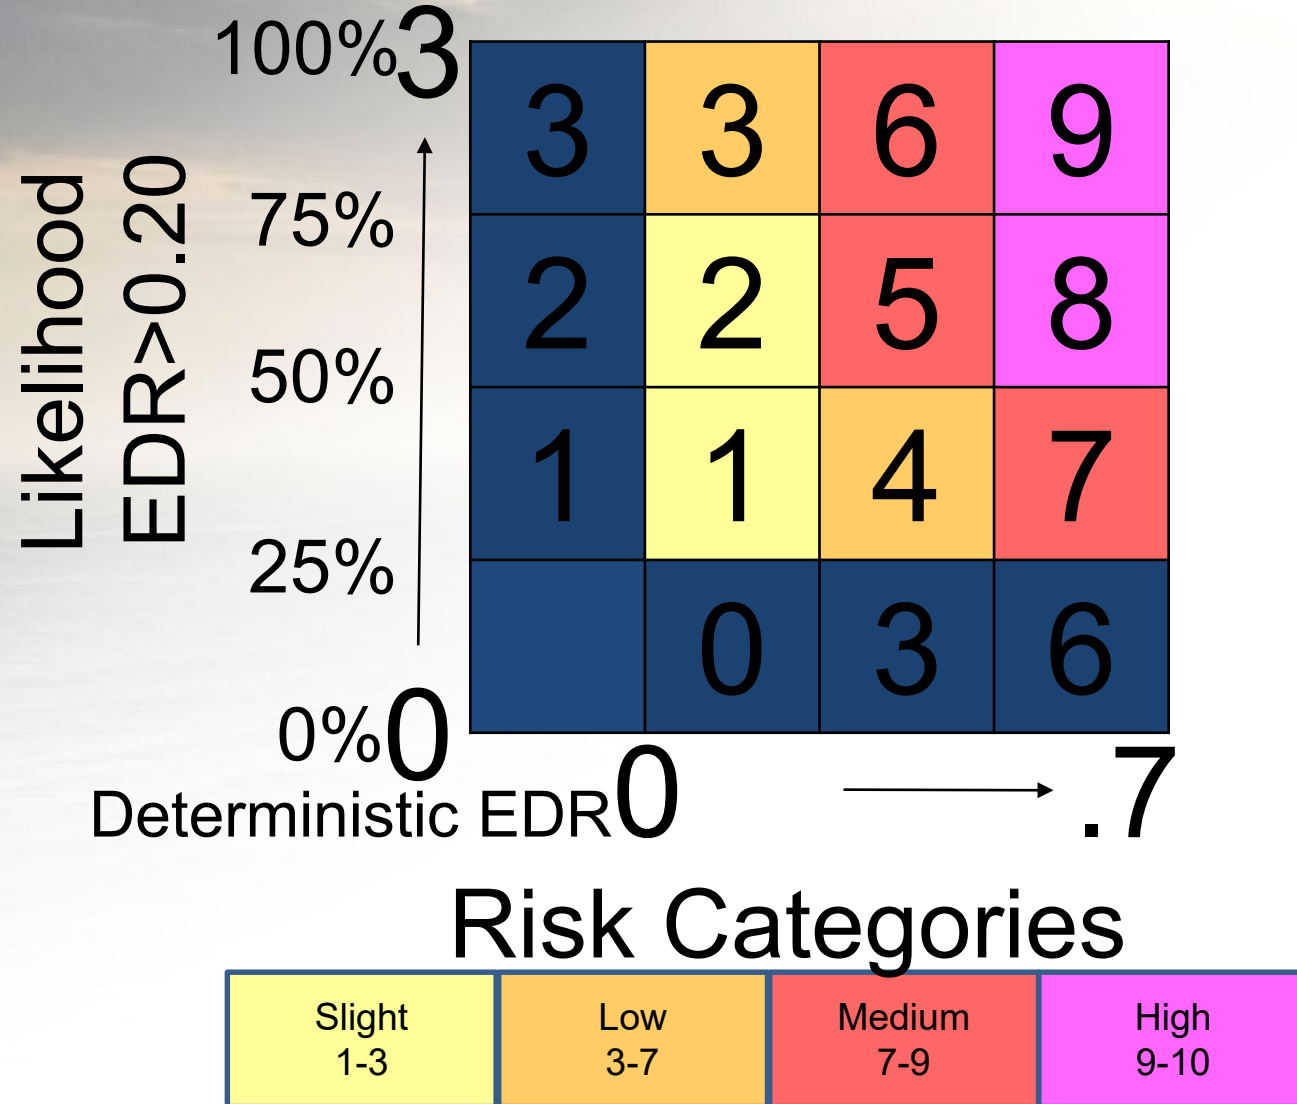 100% 3
3 3 6 9
Likelihood
EDR>0.20
75%
2 2 5 8
50%
1 1 4 7
25%
0 3 6
0% 0
Deterministic EDR 0 .7
Risk Categories
Slight Low Medium High
1-3 3-7 7-9 9-10